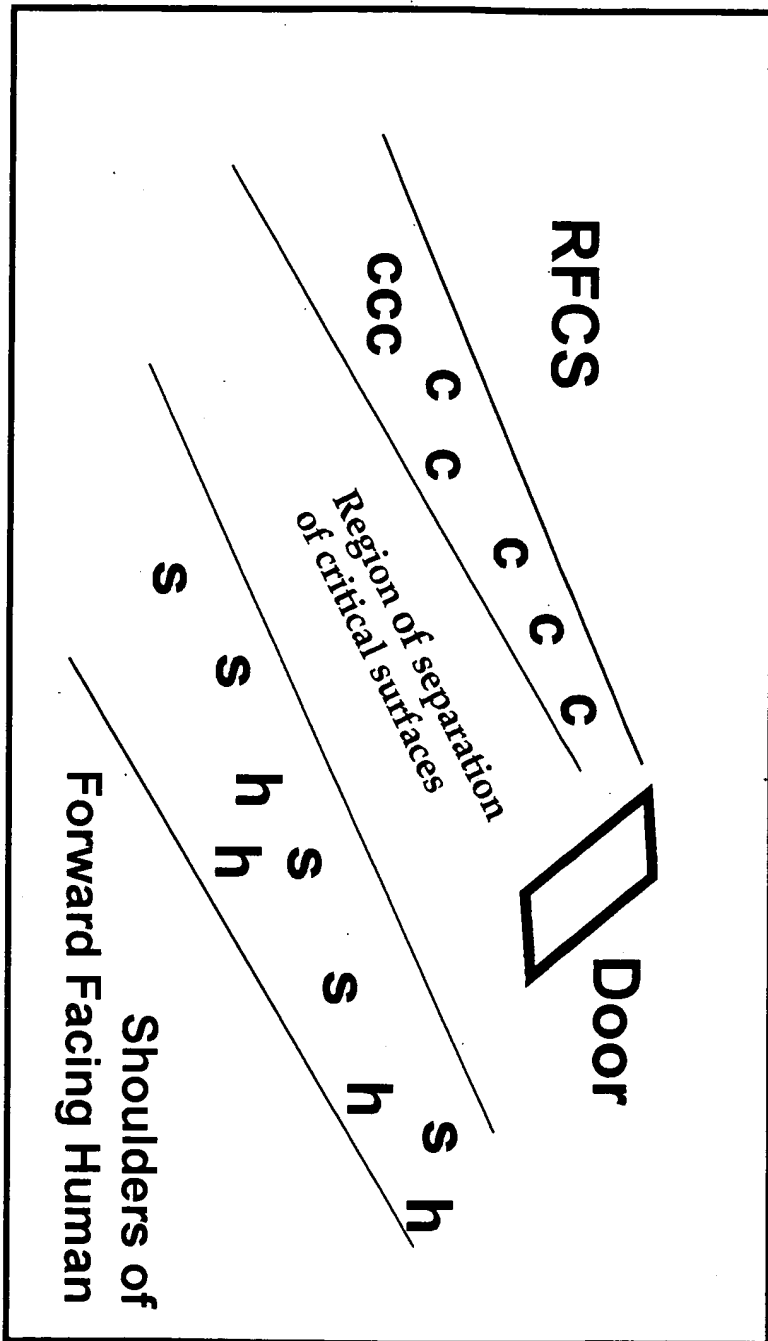 Door
RFCS
c
c
c
c c
ccc
Region of separation
of critical surfaces
s h
h
s
s
h
s h
s
Shoulders of
Forward Facing Human